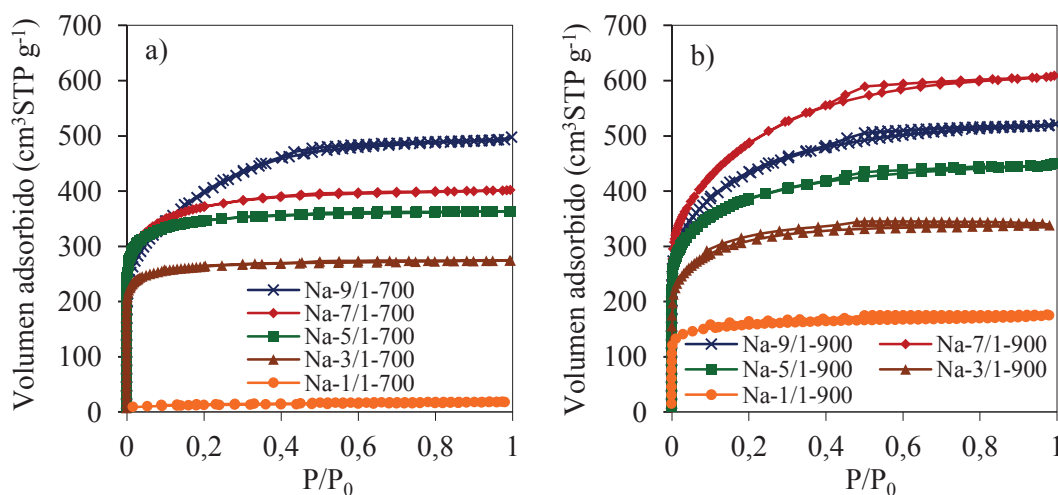 a)
Volumen adsorbido (cm³STP g⁻¹)
700
600
500
400
300
200
100
0
Na-9/1-700
Na-7/1-700
Na-5/1-700
Na-3/1-700
Na-1/1-700
0 0,2 0,4 0,6 0,8 1
P/P₀
b)
Volumen adsorbido (cm³STP g⁻¹)
700
600
500
400
300
200
100
0
Na-9/1-900 Na-7/1-900
Na-5/1-900 Na-3/1-900
Na-1/1-900
0 0,2 0,4 0,6 0,8 1
P/P₀